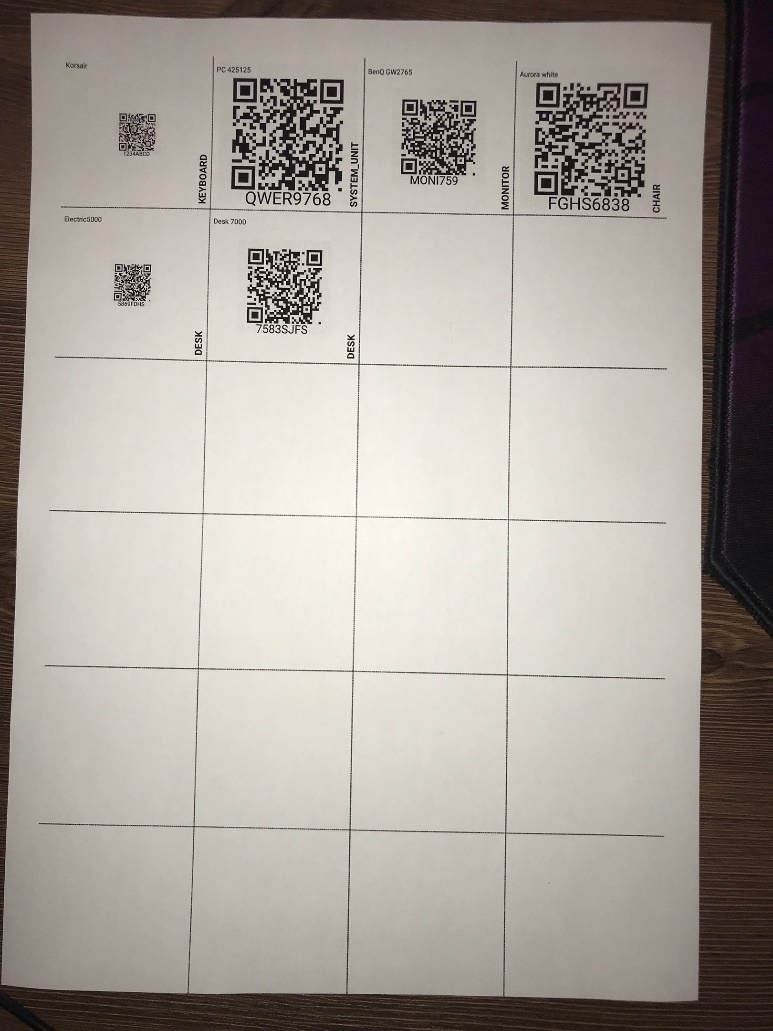 Korsair
1234ABCD
KEYBOARD
PC 425125
QWER9768
SYSTEM_UNIT
BenQ GW2765
MONI759
MONITOR
Aurora white
FGHS6838
CHAIR
Electric5000
DESK
Desk 7000
7583SJFS
DESK